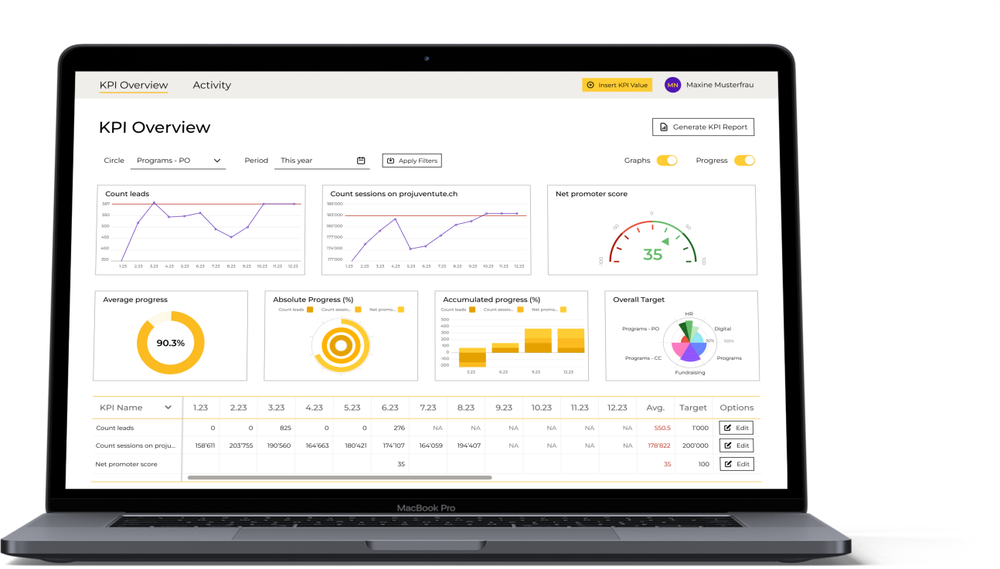 KPI Overview Activity Insert KPI Value MN Maxine Musterfrau
KPI Overview Generate KPI Report
Circle Programs - PO Period This year Apply Filters Graphs Progress
Count leads
587
550
500
450
400
350
1.23 2.23 3.23 4.23 5.23 6.23 7.23 8.23 9.23 10.23 11.23 12.23
Count sessions on projuventute.ch
186'000
183'000
180'000
177'000
174'000
171'000
1.23 2.23 3.23 4.23 5.23 6.23 7.23 8.23 9.23 10.23 11.23 12.23
Net promoter score
-100
-50
0
50
100
35
Average progress
90.3%
Absolute Progress (%)
Count leads Count sessio... Net promo...
Accumulated progress (%)
Count leads Count sessio... Net promo...
500
400
300
200
100
0
-100
-200
3.23 6.23 9.23 12.23
Overall Target
HR
Programs - PO Digital
50% 100%
Programs - CC Programs
Fundraising
KPI Name 1.23 2.23 3.23 4.23 5.23 6.23 7.23 8.23 9.23 10.23 11.23 12.23 Avg. Target Options
Count leads 0 0 825 0 0 276 NA NA NA NA NA NA 550.5 1'000 Edit
Count sessions on proju... 158'611 203'755 190'560 164'663 180'421 174'107 164'059 194'407 NA NA NA NA 178'822 200'000 Edit
Net promoter score 35 35 100 Edit
MacBook Pro